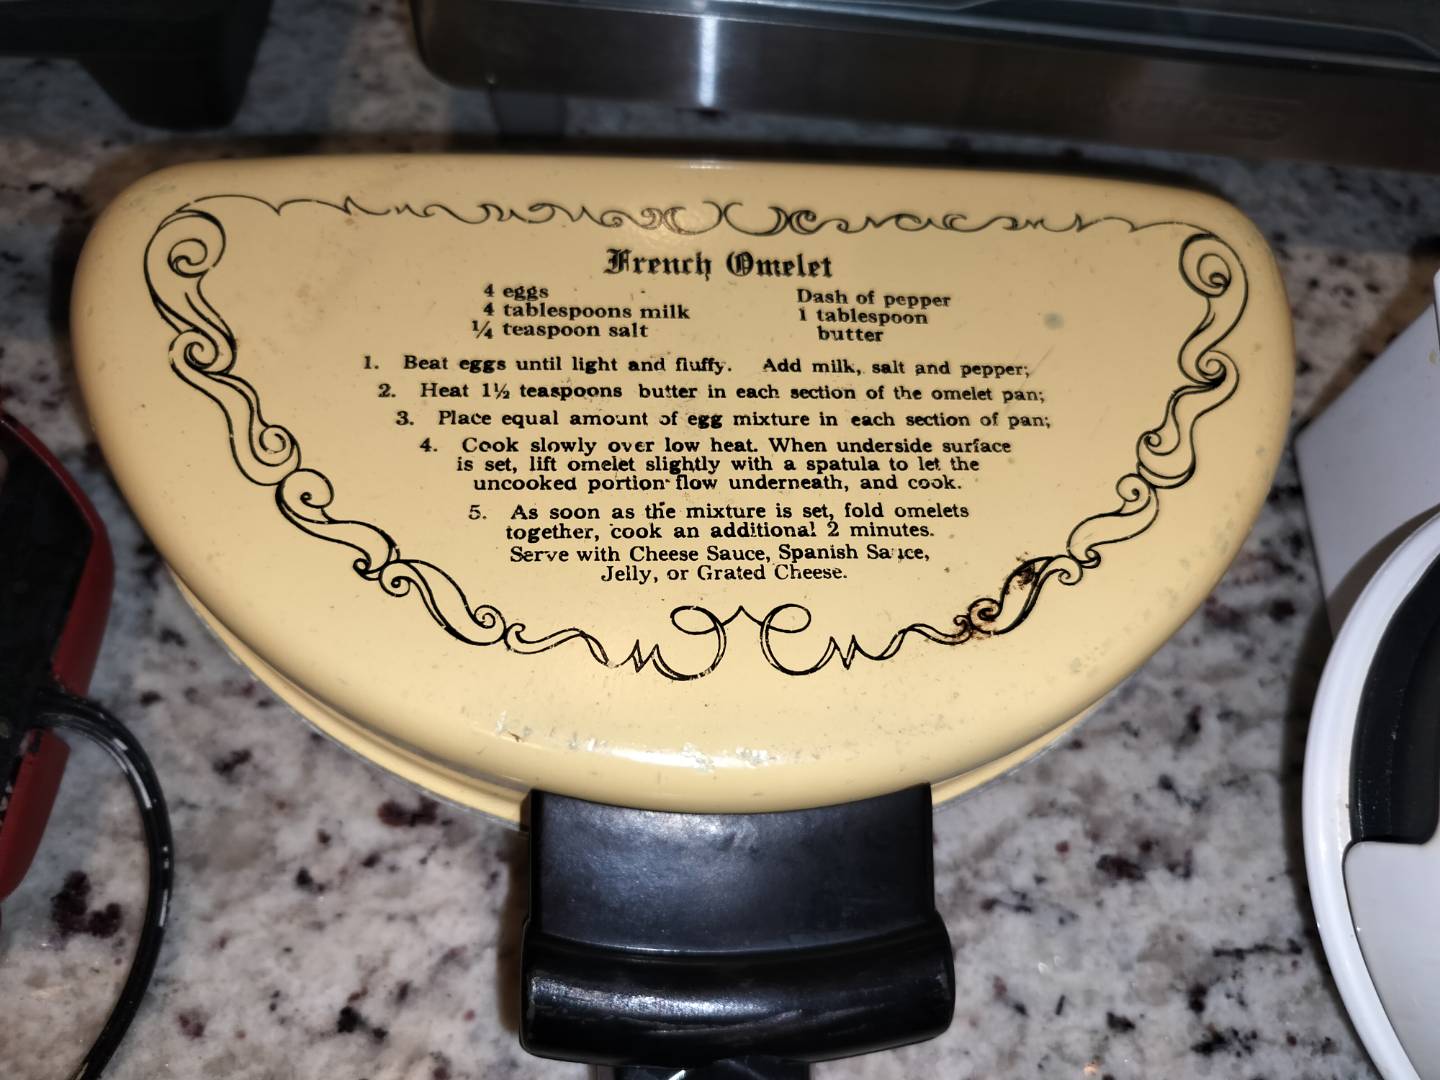 French Omelet
4 eggs
4 tablespoons milk
¼ teaspoon salt
Dash of pepper
1 tablespoon
butter
1. Beat eggs until light and fluffy. Add milk, salt and pepper;
2. Heat 1½ teaspoons butter in each section of the omelet pan;
3. Place equal amount of egg mixture in each section of pan;
4. Cook slowly over low heat. When underside surface
is set, lift omelet slightly with a spatula to let the
uncooked portion flow underneath, and cook.
5. As soon as the mixture is set, fold omelets
together, cook an additional 2 minutes.
Serve with Cheese Sauce, Spanish Sauce,
Jelly, or Grated Cheese.